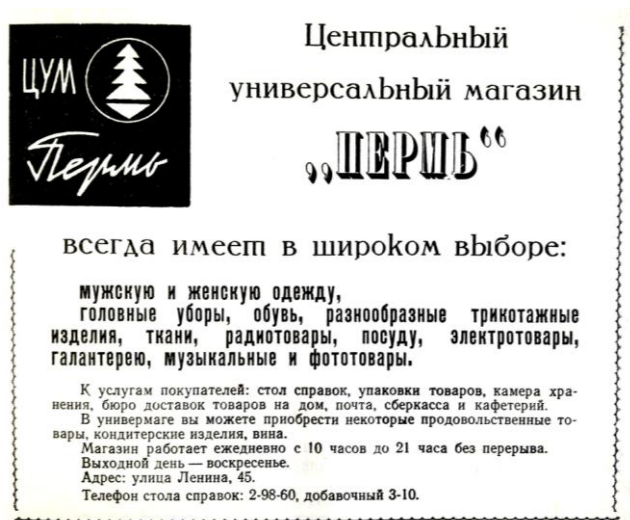 ЦУМ
Пермь
Центральный
универсальный магазин
„ПЕРМЬ“
всегда имеет в широком выборе:
мужскую и женскую одежду,
головные уборы, обувь, разнообразные трикотажные
изделия, ткани, радиотовары, посуду, электротовары,
галантерею, музыкальные и фототовары.
К услугам покупателей: стол справок, упаковки товаров, камера хра-
нения, бюро доставок товаров на дом, почта, сберкасса и кафетерий.
В универмаге вы можете приобрести некоторые продовольственные то-
вары, кондитерские изделия, вина.
Магазин работает ежедневно с 10 часов до 21 часа без перерыва.
Выходной день — воскресенье.
Адрес: улица Ленина, 45.
Телефон стола справок: 2-98-60, добавочный 3-10.